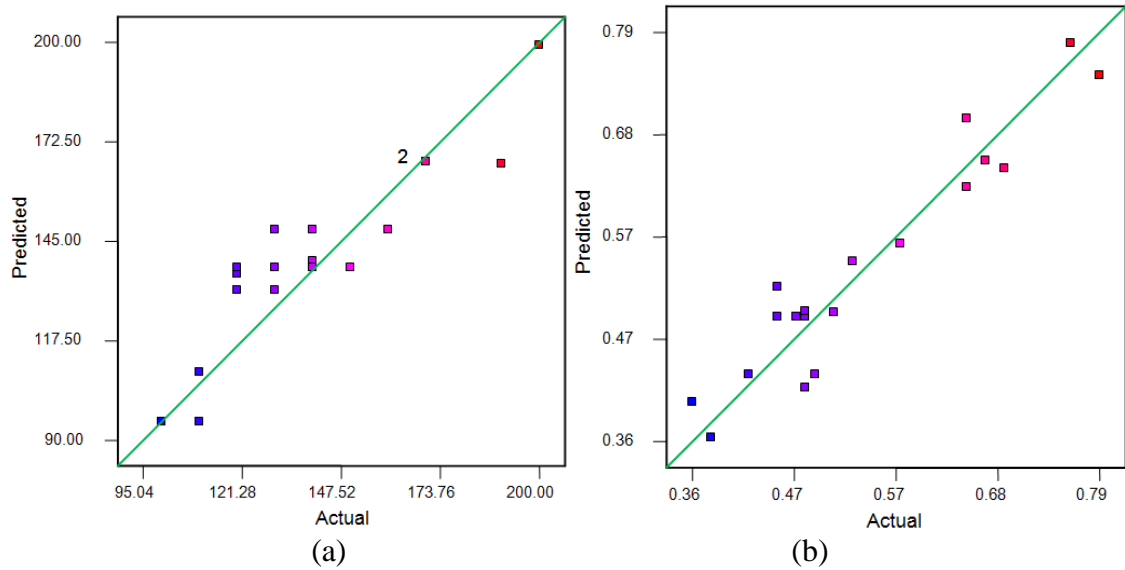 200.00
172.50
145.00
117.50
90.00
Predicted
2
95.04 121.28 147.52 173.76 200.00
Actual
(a)
0.79
0.68
0.57
0.47
0.36
Predicted
0.36 0.47 0.57 0.68 0.79
Actual
(b)